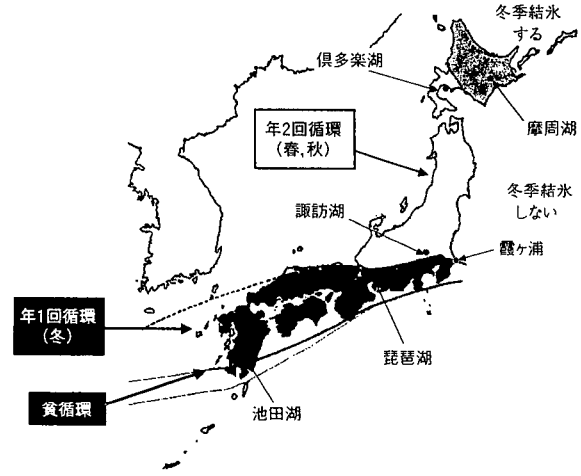 冬季結氷
する
倶多楽湖
摩周湖
年2回循環
(春,秋)
冬季結氷
しない
諏訪湖
霞ヶ浦
年1回循環
(冬)
琵琶湖
貧循環
池田湖